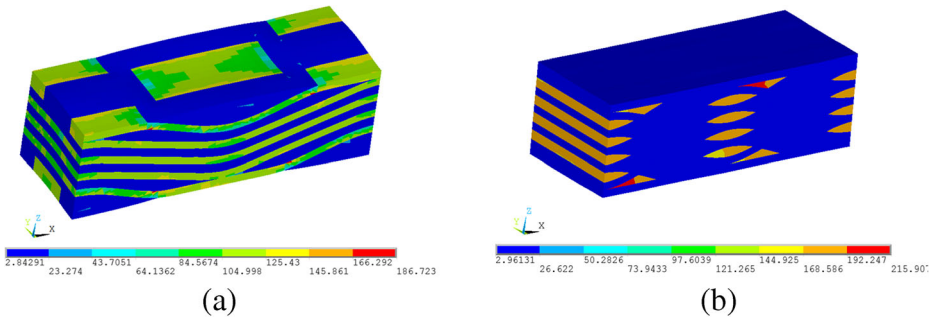 Z
Y X
Z
Y X
2.84291 43.7051 84.5674 125.43 166.292
23.274 64.1362 104.998 145.861 186.723
2.96131 50.2826 97.6039 144.925 192.247
26.622 73.9433 121.265 168.586 215.907
(a) (b)